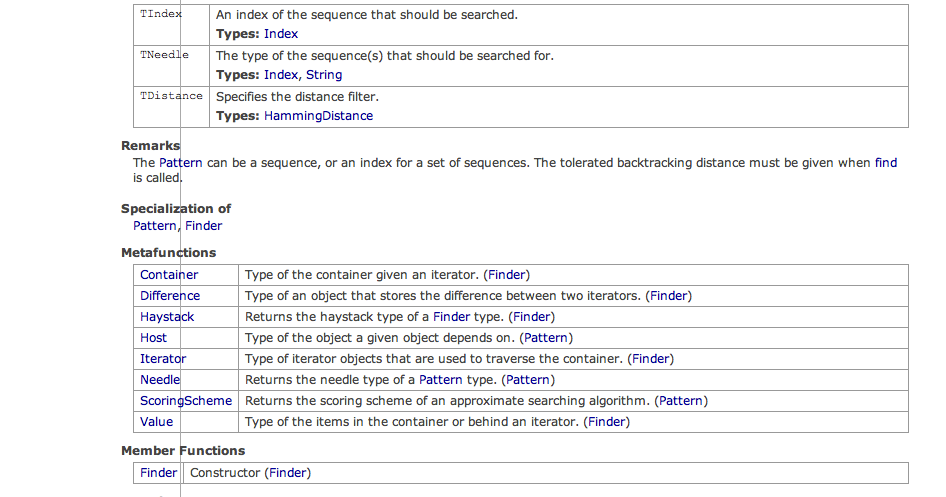 TIndex An index of the sequence that should be searched.
Types: Index
TNeedle The type of the sequence(s) that should be searched for.
Types: Index, String
TDistance Specifies the distance filter.
Types: HammingDistance
Remarks
The Pattern can be a sequence, or an index for a set of sequences. The tolerated backtracking distance must be given when find
is called.
Specialization of
Pattern, Finder
Metafunctions
Container Type of the container given an iterator. (Finder)
Difference Type of an object that stores the difference between two iterators. (Finder)
Haystack Returns the haystack type of a Finder type. (Finder)
Host Type of the object a given object depends on. (Pattern)
Iterator Type of iterator objects that are used to traverse the container. (Finder)
Needle Returns the needle type of a Pattern type. (Pattern)
ScoringScheme Returns the scoring scheme of an approximate searching algorithm. (Pattern)
Value Type of the items in the container or behind an iterator. (Finder)
Member Functions
Finder Constructor (Finder)